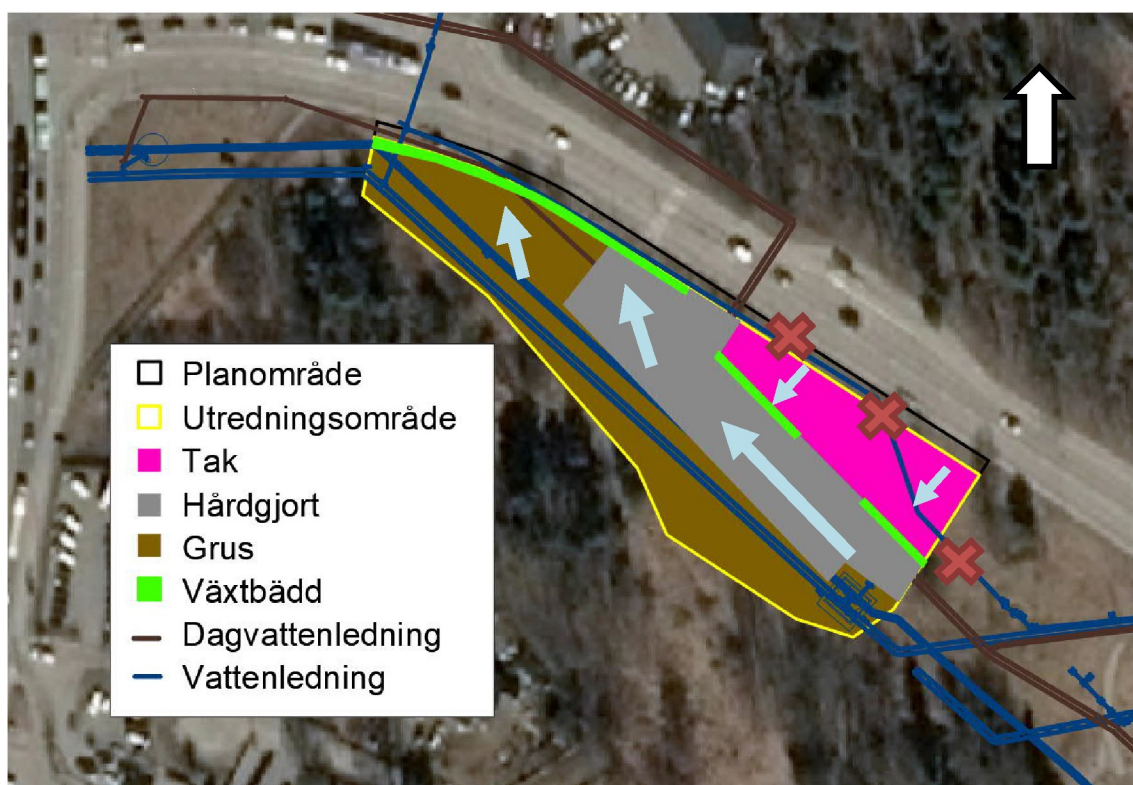 Planområde
Utredningsområde
Tak
Hårdgjort
Grus
Växtbädd
Dagvattenledning
Vattenledning